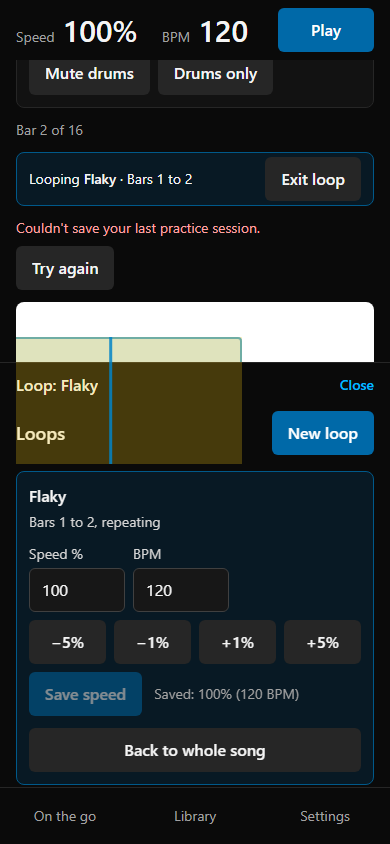 Speed 100% BPM 120 Play
Mute drums Drums only
Bar 2 of 16
Looping Flaky · Bars 1 to 2 Exit loop
Couldn't save your last practice session.
Try again
Loop: Flaky Close
Loops New loop
Flaky
Bars 1 to 2, repeating
Speed % BPM
100 120
−5% −1% +1% +5%
Save speed Saved: 100% (120 BPM)
Back to whole song
On the go Library Settings